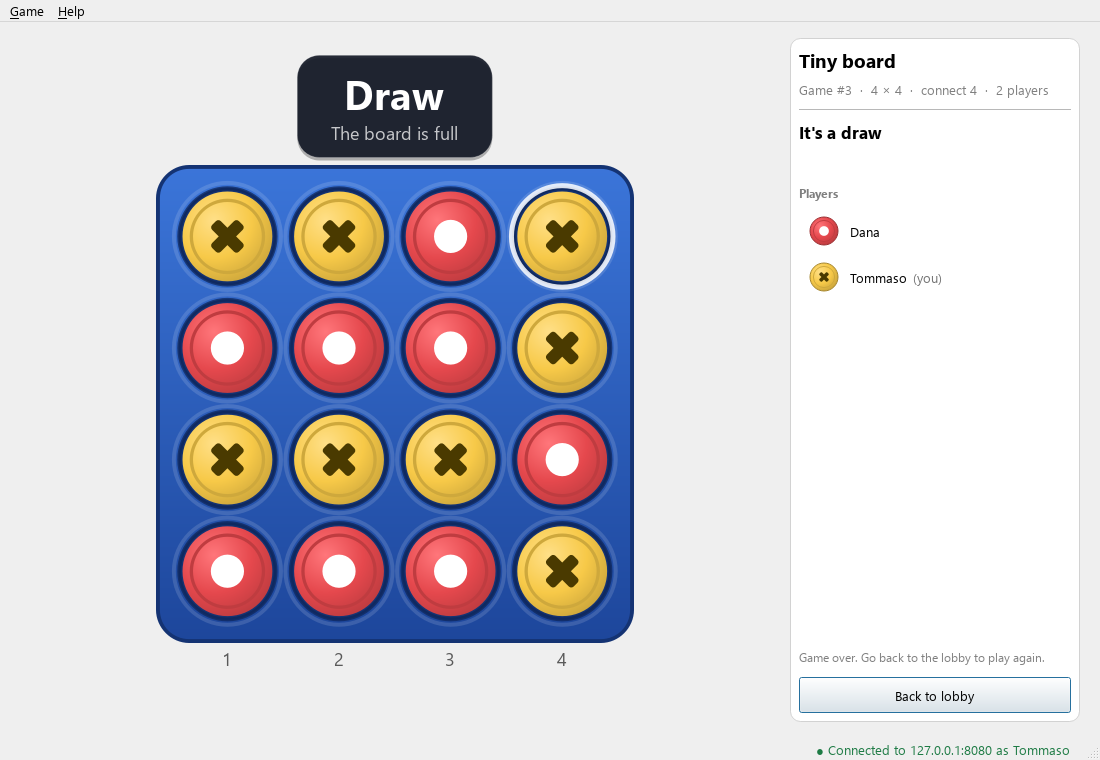 Game Help
Draw
The board is full
1 2 3 4
Tiny board
Game #3 · 4 × 4 · connect 4 · 2 players
It's a draw
Players
Dana
Tommaso (you)
Game over. Go back to the lobby to play again.
Back to lobby
● Connected to 127.0.0.1:8080 as Tommaso